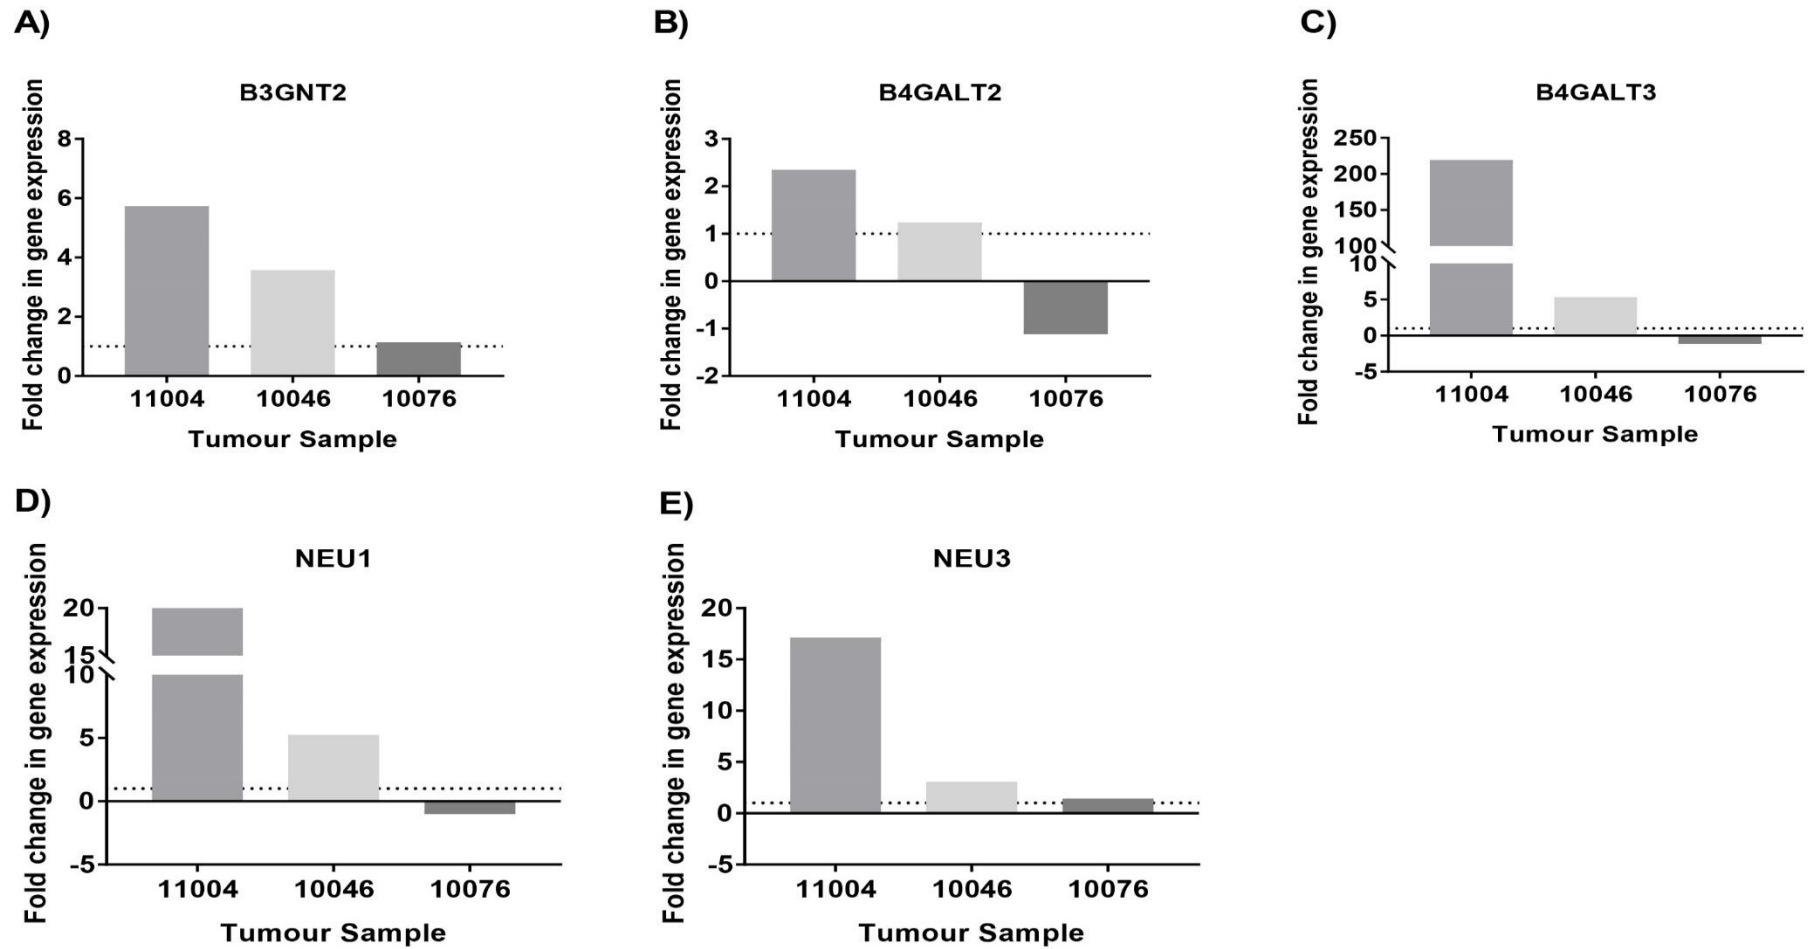 A)
B3GNT2
Fold change in gene expression
8
6
4
2
0
11004 10046 10076
Tumour Sample
B)
B4GALT2
Fold change in gene expression
3
2
1
0
-1
-2
11004 10046 10076
Tumour Sample
C)
B4GALT3
Fold change in gene expression
250
200
150
100
10
5
0
-5
11004 10046 10076
Tumour Sample
D)
NEU1
Fold change in gene expression
20
15
10
5
0
-5
11004 10046 10076
Tumour Sample
E)
NEU3
Fold change in gene expression
20
15
10
5
0
-5
11004 10046 10076
Tumour Sample